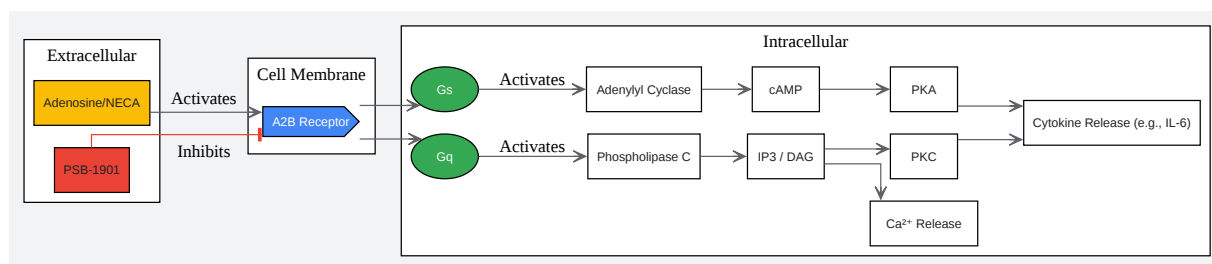 Extracellular
Adenosine/NECA
PSB-1901
Activates
Inhibits
Cell Membrane
A2B Receptor
Intracellular
Gs
Activates
Adenylyl Cyclase
cAMP
PKA
Gq
Activates
Phospholipase C
IP3 / DAG
PKC
Ca²⁺ Release
Cytokine Release (e.g., IL-6)